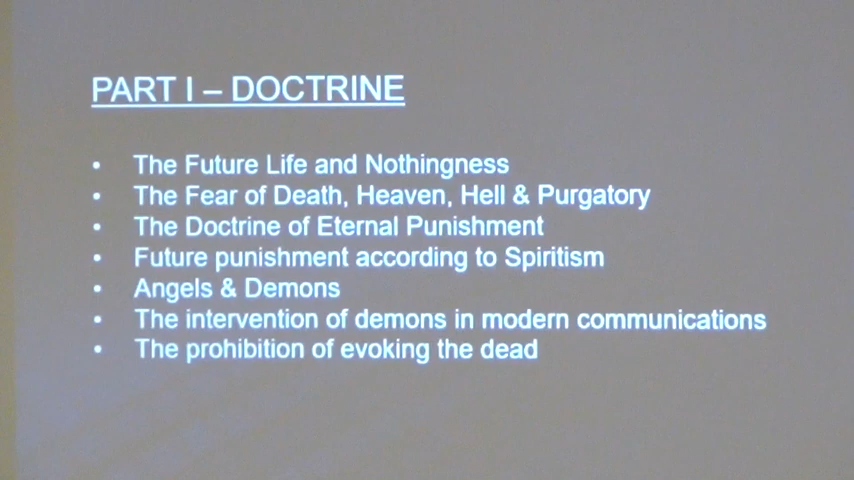 PART I – DOCTRINE
• The Future Life and Nothingness
• The Fear of Death, Heaven, Hell & Purgatory
• The Doctrine of Eternal Punishment
• Future punishment according to Spiritism
• Angels & Demons
• The intervention of demons in modern communications
• The prohibition of evoking the dead